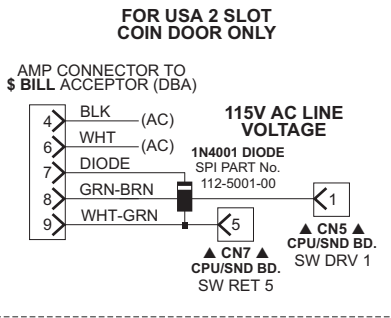 FOR USA 2 SLOT
COIN DOOR ONLY
AMP CONNECTOR TO
$ BILL ACCEPTOR (DBA)
4 BLK (AC)
6 WHT (AC)
7 DIODE
8 GRN-BRN
9 WHT-GRN
115V AC LINE
VOLTAGE
1N4001 DIODE
SPI PART No.
112-5001-00
1
▲ CN5 ▲
CPU/SND BD.
SW DRV 1
5
▲ CN7 ▲
CPU/SND BD.
SW RET 5